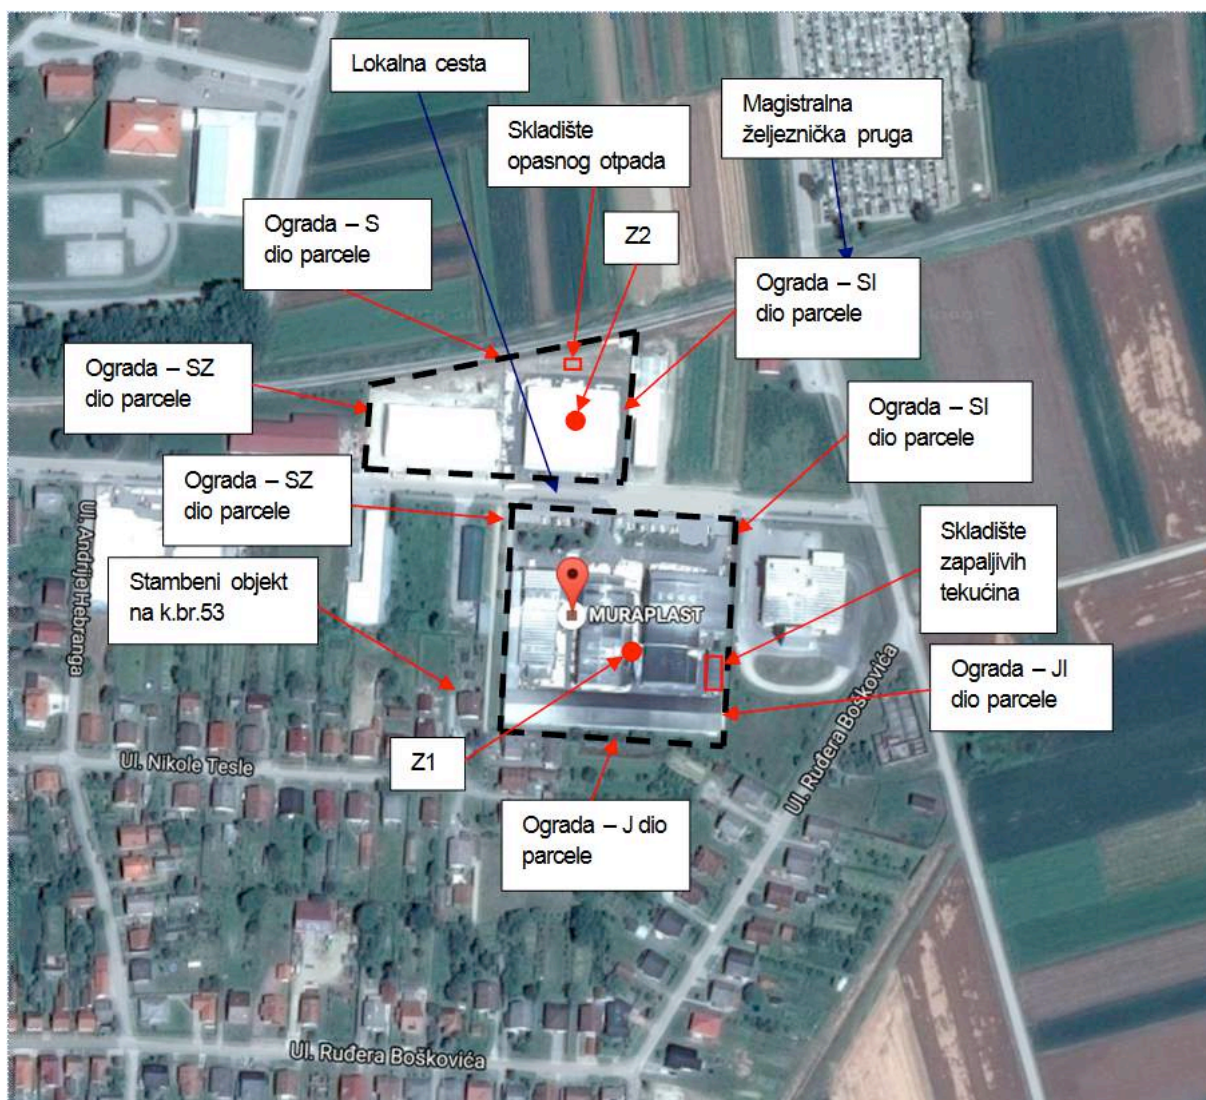 Lokalna cesta
Skladište
opasnog otpada
Magistralna
željeznička pruga
Ograda – S
dio parcele
Z2
Ograda – SI
dio parcele
Ograda – SZ
dio parcele
Ograda – SI
dio parcele
Ograda – SZ
dio parcele
Skladište
zapaljivih
tekućina
Stambeni objekt
na k.br.53
MURAPLAST
Ul. Andrije Hebranga
Ograda – JI
dio parcele
Ul. Ruđera Boškovića
Z1
Ul. Nikole Tesle
Ograda – J dio
parcele
Ul. Ruđera Boškovića